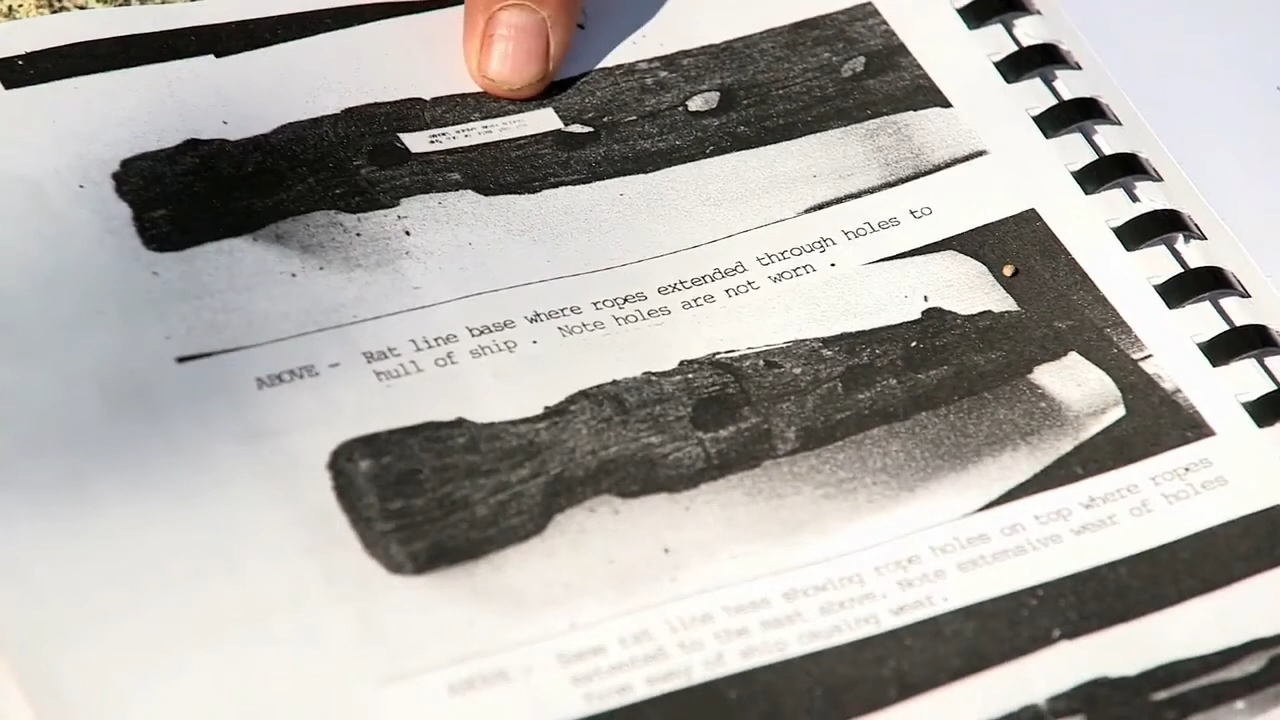 ABOVE - Rat line base where ropes extended through holes to
hull of ship . Note holes are not worn .
ABOVE - Same rat line base showing rope holes on top where ropes
extended to the mast above. Note extensive wear of holes
from sway of ship causing wear.